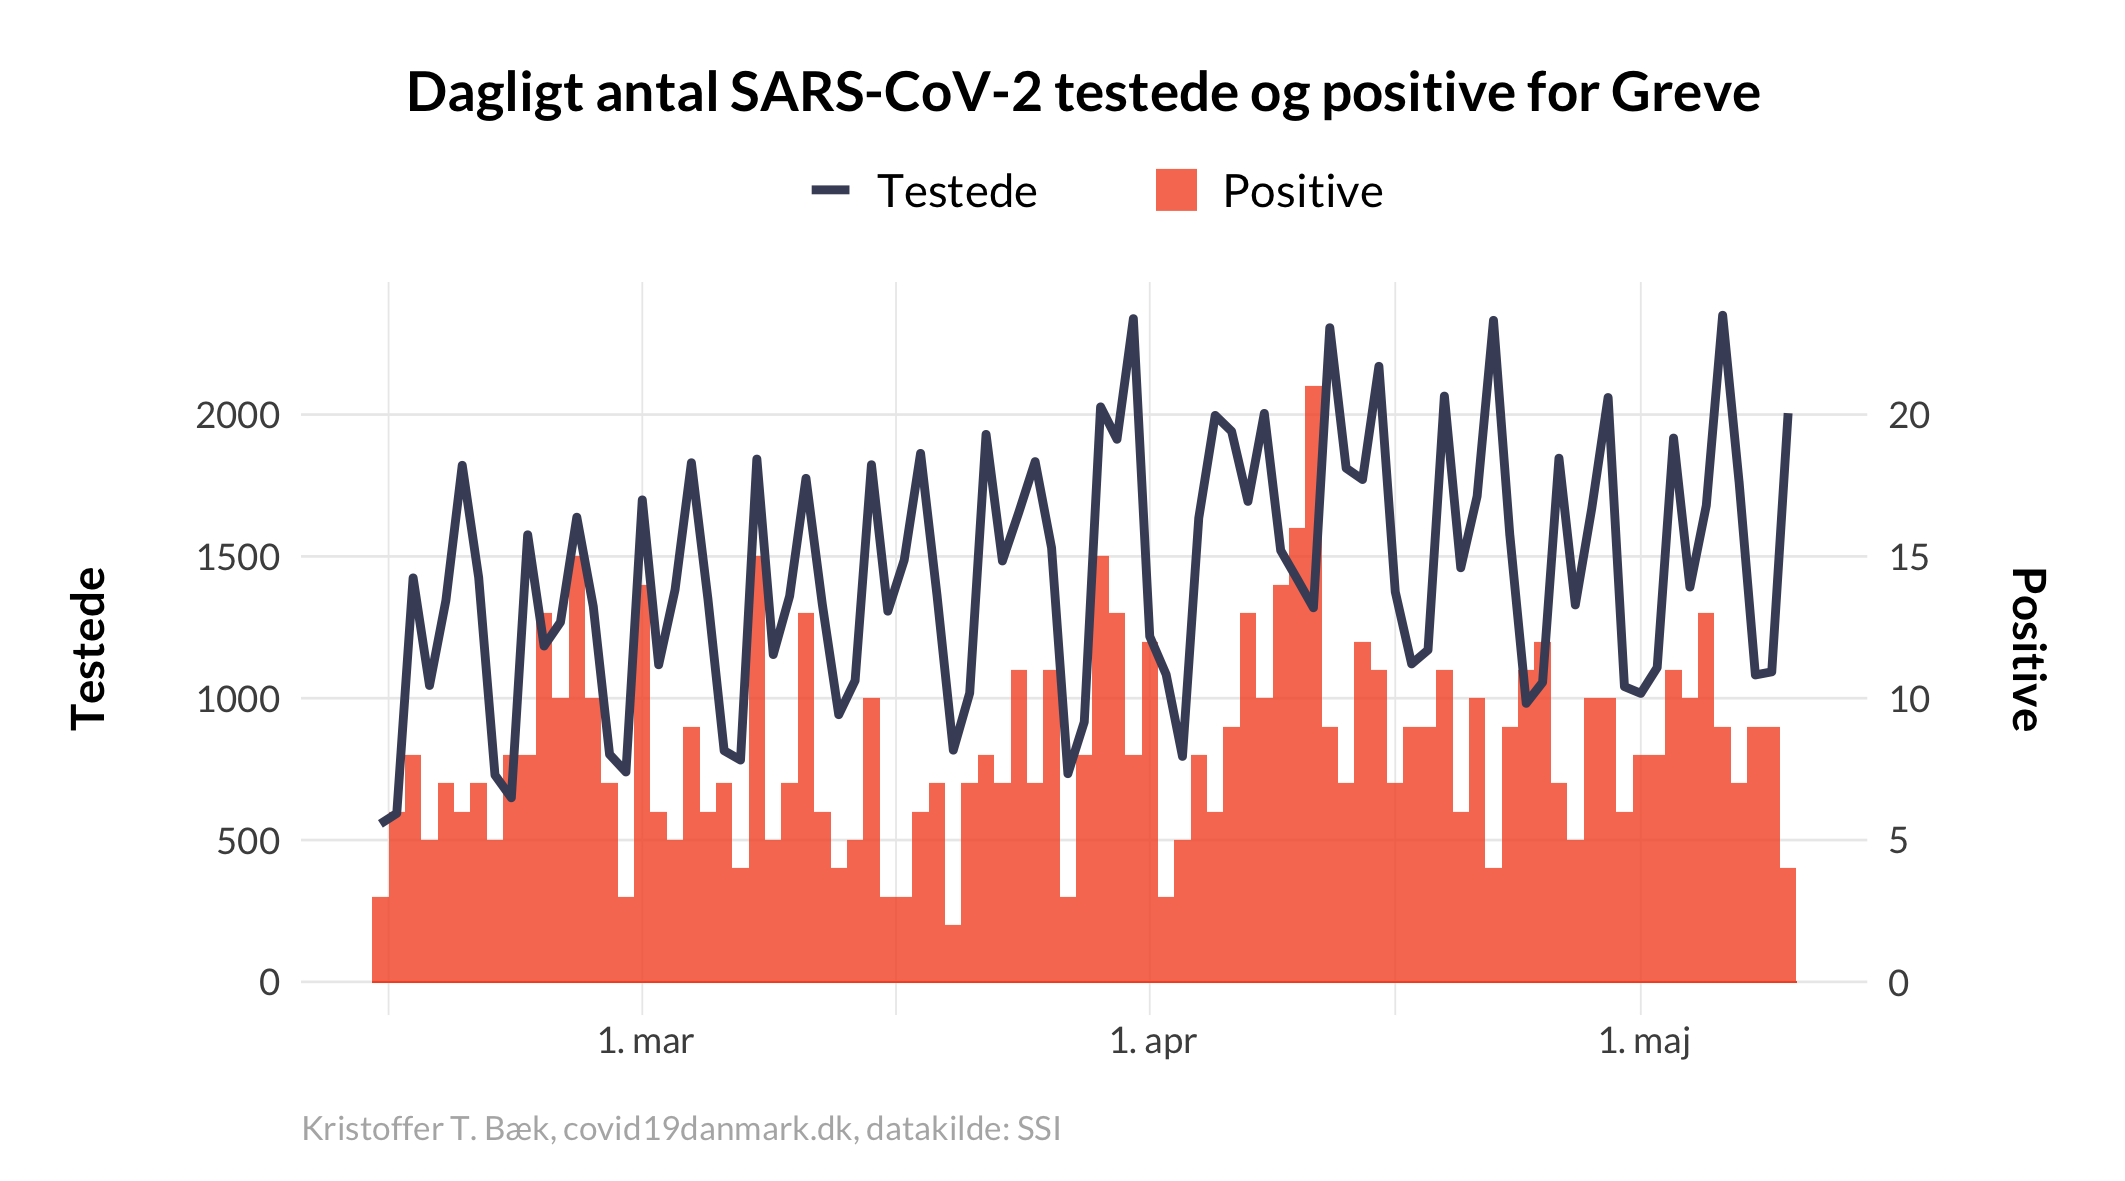 Dagligt antal SARS-CoV-2 testede og positive for Greve
Testede
Positive
Testede
2000
1500
1000
500
0
20
15
10
5
0
Positive
1. mar
1. apr
1. maj
Kristoffer T. Bæk, covid19danmark.dk, datakilde: SSI